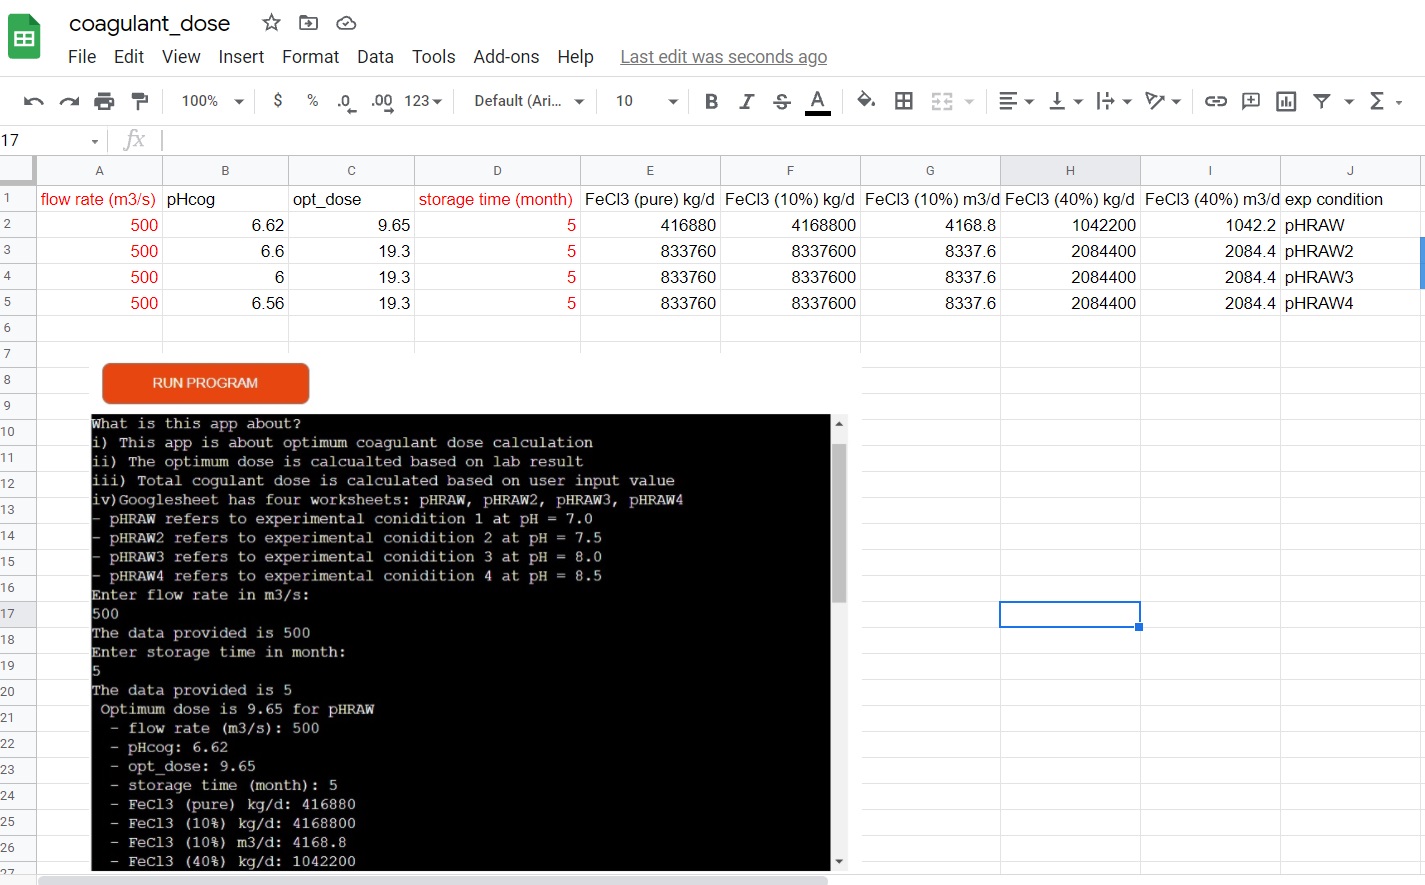 coagulant_dose
File Edit View Insert Format Data Tools Add-ons Help Last edit was seconds ago
100% $ % .0 .00 123 Default (Ari... 10 B I S A
17 fx
A B C D E F G H I J
1 flow rate (m3/s) pHcog opt_dose storage time (month) FeCl3 (pure) kg/d FeCl3 (10%) kg/d FeCl3 (10%) m3/d FeCl3 (40%) kg/d FeCl3 (40%) m3/d exp condition
2 500 6.62 9.65 5 416880 4168800 4168.8 1042200 1042.2 pHRAW
3 500 6.6 19.3 5 833760 8337600 8337.6 2084400 2084.4 pHRAW2
4 500 6 19.3 5 833760 8337600 8337.6 2084400 2084.4 pHRAW3
5 500 6.56 19.3 5 833760 8337600 8337.6 2084400 2084.4 pHRAW4
6
7
8
9
10
11
12
13
14
15
16
17
18
19
20
21
22
23
24
25
26
27
RUN PROGRAM
What is this app about?
i) This app is about optimum coagulant dose calculation
ii) The optimum dose is calcualted based on lab result
iii) Total cogulant dose is calculated based on user input value
iv)Googlesheet has four worksheets: pHRAW, pHRAW2, pHRAW3, pHRAW4
- pHRAW refers to experimental conidition 1 at pH = 7.0
- pHRAW2 refers to experimental conidition 2 at pH = 7.5
- pHRAW3 refers to experimental conidition 3 at pH = 8.0
- pHRAW4 refers to experimental conidition 4 at pH = 8.5
Enter flow rate in m3/s:
500
The data provided is 500
Enter storage time in month:
5
The data provided is 5
Optimum dose is 9.65 for pHRAW
- flow rate (m3/s): 500
- pHcog: 6.62
- opt_dose: 9.65
- storage time (month): 5
- FeCl3 (pure) kg/d: 416880
- FeCl3 (10%) kg/d: 4168800
- FeCl3 (10%) m3/d: 4168.8
- FeCl3 (40%) kg/d: 1042200